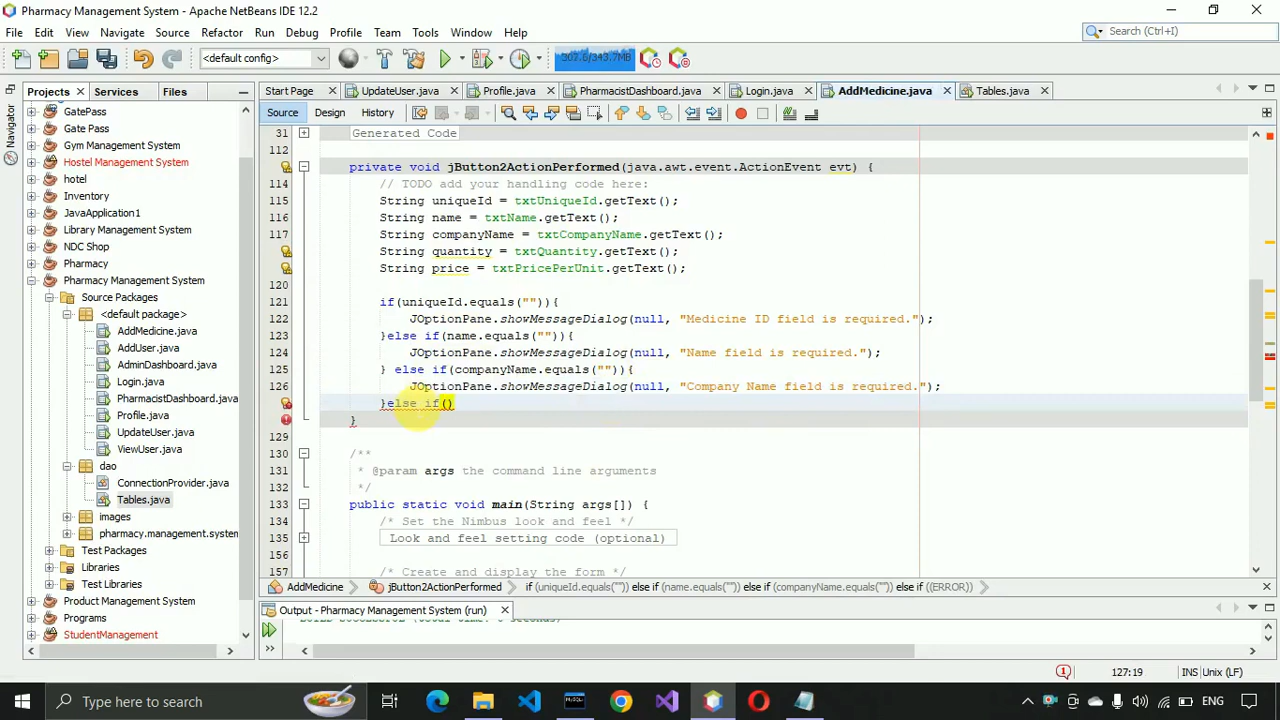 Pharmacy Management System - Apache NetBeans IDE 12.2
File Edit View Navigate Source Refactor Run Debug Profile Team Tools Window Help
Search (Ctrl+I)
<default config>
307.6/343.7MB
Projects Services Files
Start Page UpdateUser.java Profile.java PharmacistDashboard.java Login.java AddMedicine.java Tables.java
Source Design History
Navigator
GatePass
Gate Pass
Gym Management System
Hostel Management System
hotel
Inventory
JavaApplication1
Library Management System
NDC Shop
Pharmacy
Pharmacy Management System
Source Packages
<default package>
AddMedicine.java
AddUser.java
AdminDashboard.java
Login.java
PharmacistDashboard.java
Profile.java
UpdateUser.java
ViewUser.java
dao
ConnectionProvider.java
Tables.java
images
pharmacy.management.system
Test Packages
Libraries
Test Libraries
Product Management System
Programs
StudentManagement
31 Generated Code
112
private void jButton2ActionPerformed(java.awt.event.ActionEvent evt) {
114 // TODO add your handling code here:
115 String uniqueId = txtUniqueId.getText();
116 String name = txtName.getText();
117 String companyName = txtCompanyName.getText();
String quantity = txtQuantity.getText();
String price = txtPricePerUnit.getText();
120
121 if(uniqueId.equals("")){
122 JOptionPane.showMessageDialog(null, "Medicine ID field is required.");
123 }else if(name.equals("")){
124 JOptionPane.showMessageDialog(null, "Name field is required.");
125 } else if(companyName.equals("")){
126 JOptionPane.showMessageDialog(null, "Company Name field is required.");
}else if()
}
129
130 /**
131 * @param args the command line arguments
132 */
133 public static void main(String args[]) {
134 /* Set the Nimbus look and feel */
135 Look and feel setting code (optional)
156
157 /* Create and display the form */
AddMedicine jButton2ActionPerformed if (uniqueId.equals("")) else if (name.equals("")) else if (companyName.equals("")) else if ((ERROR))
Output - Pharmacy Management System (run)
1 127:19 INS Unix (LF)
Type here to search
ENG